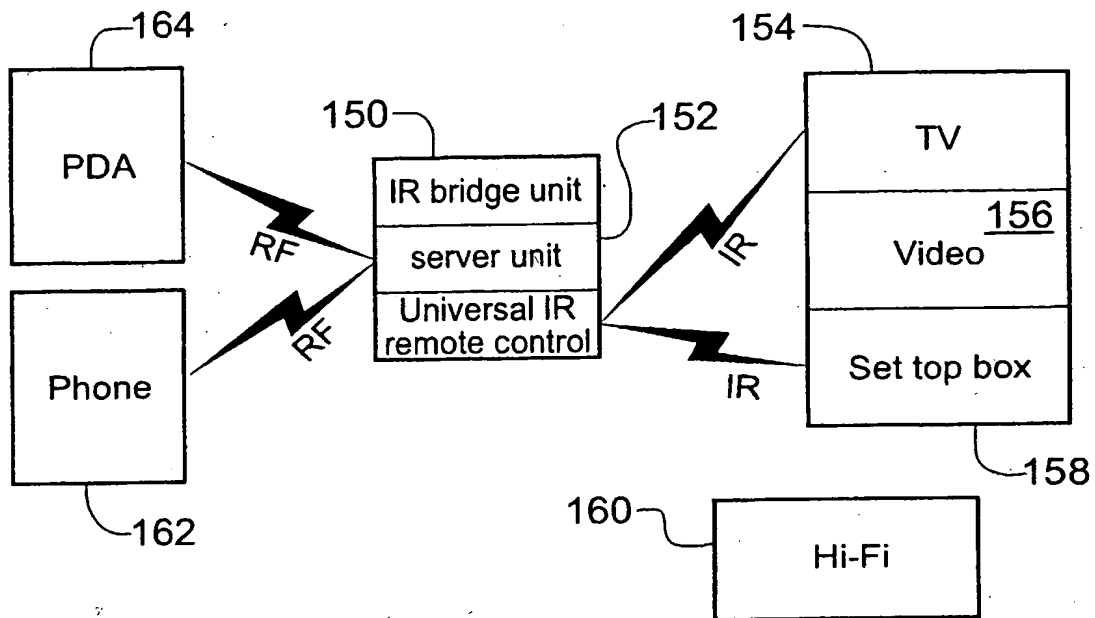 164
PDA
RF
Phone
162
RF
150
152
IR bridge unit
server unit
Universal IR
remote control
IR
IR
154
TV
156
Video
Set top box
158
160
Hi-Fi